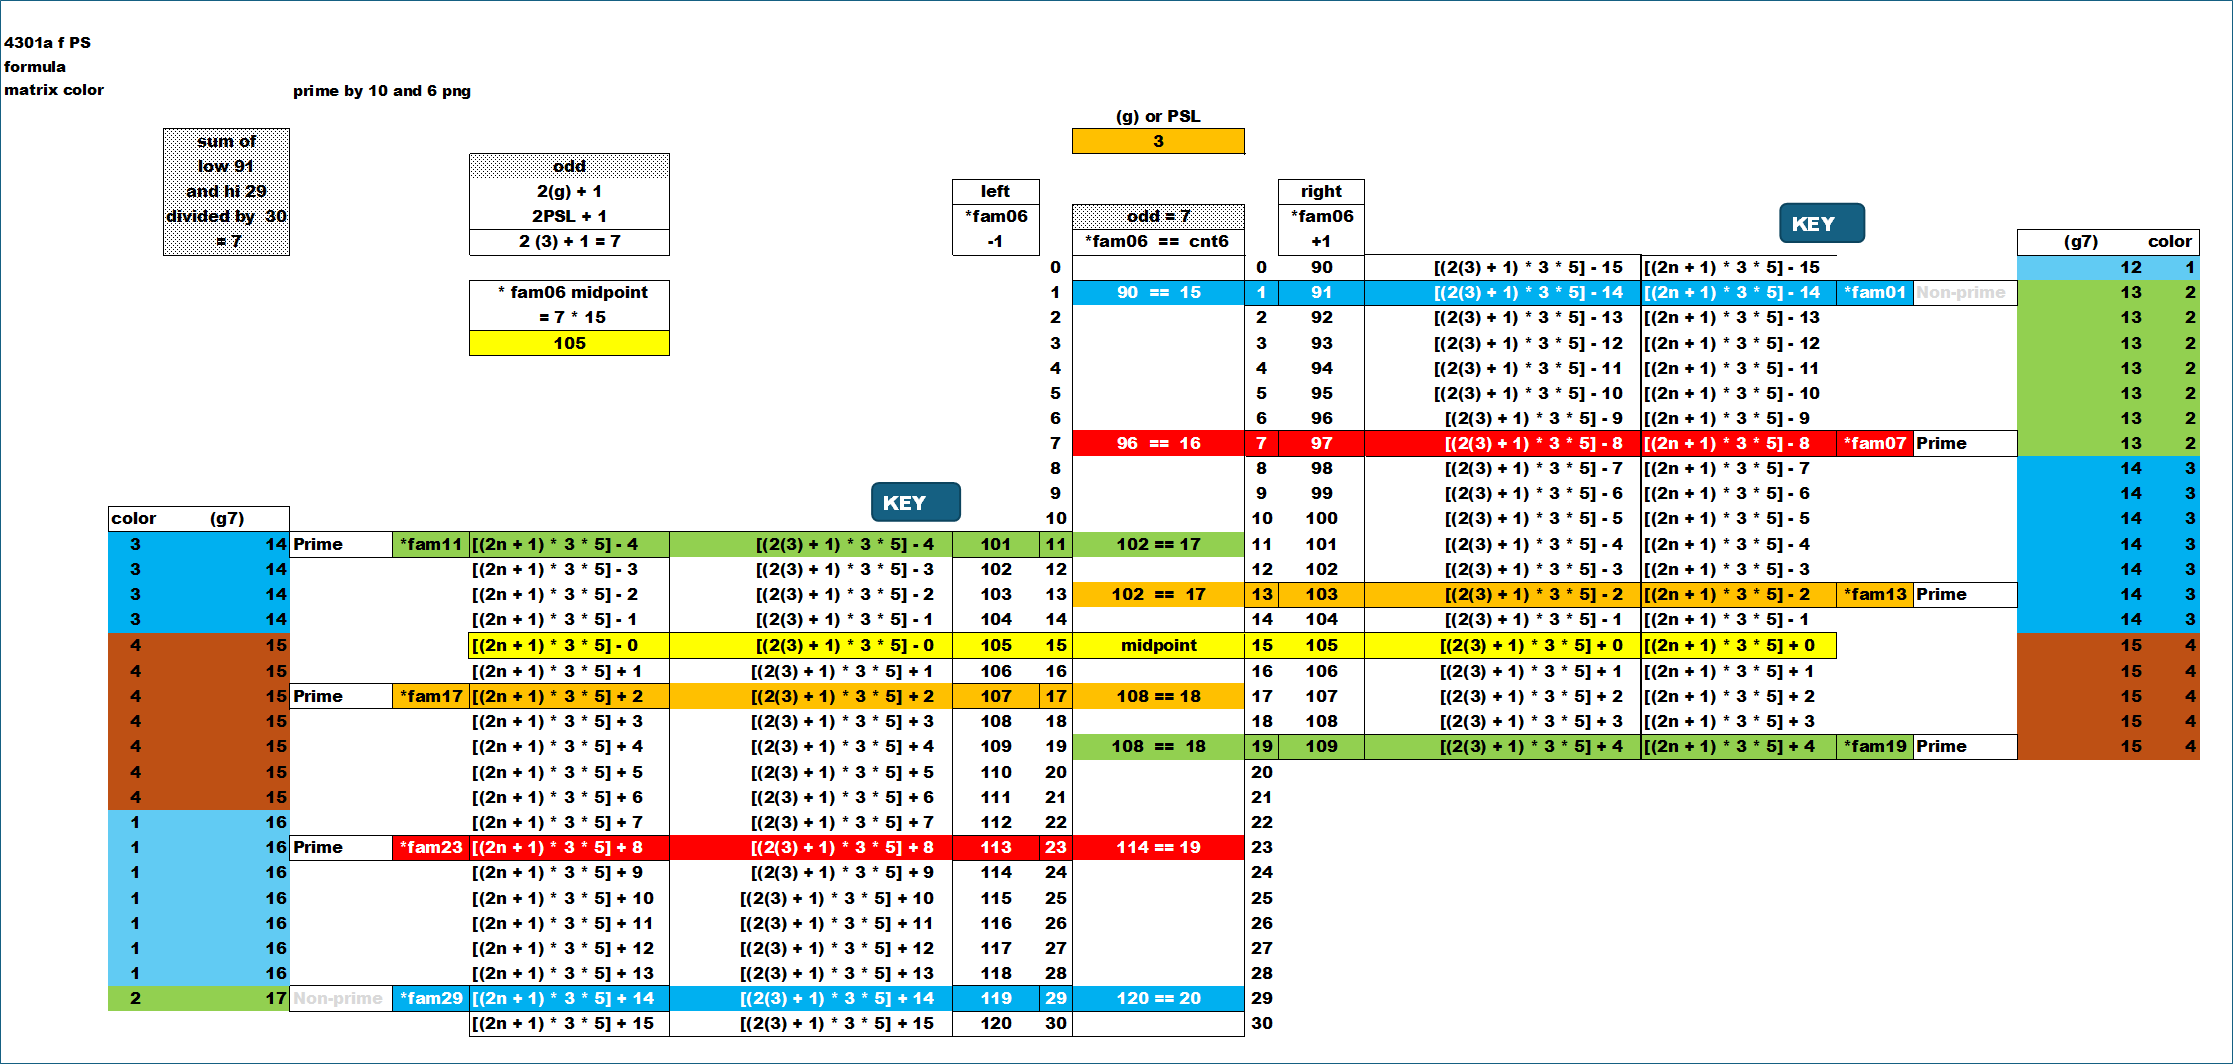 4301a f PS
formula
matrix color
prime by 10 and 6 png
(g) or PSL
3
sum of
low 91
and hi 29
divided by 30
= 7
odd
2(g) + 1
2PSL + 1
2 (3) + 1 = 7
* fam06 midpoint
= 7 * 15
105
left
*fam06
-1
odd = 7
*fam06 == cnt6
right
*fam06
+1
KEY
(g7) color
0 0 90 [(2(3) + 1) * 3 * 5] - 15 [(2n + 1) * 3 * 5] - 15 12 1
1 90 == 15 1 91 [(2(3) + 1) * 3 * 5] - 14 [(2n + 1) * 3 * 5] - 14 *fam01 Non-prime 13 2
2 2 92 [(2(3) + 1) * 3 * 5] - 13 [(2n + 1) * 3 * 5] - 13 13 2
3 3 93 [(2(3) + 1) * 3 * 5] - 12 [(2n + 1) * 3 * 5] - 12 13 2
4 4 94 [(2(3) + 1) * 3 * 5] - 11 [(2n + 1) * 3 * 5] - 11 13 2
5 5 95 [(2(3) + 1) * 3 * 5] - 10 [(2n + 1) * 3 * 5] - 10 13 2
6 6 96 [(2(3) + 1) * 3 * 5] - 9 [(2n + 1) * 3 * 5] - 9 13 2
7 96 == 16 7 97 [(2(3) + 1) * 3 * 5] - 8 [(2n + 1) * 3 * 5] - 8 *fam07 Prime 13 2
8 8 98 [(2(3) + 1) * 3 * 5] - 7 [(2n + 1) * 3 * 5] - 7 14 3
KEY
9 9 99 [(2(3) + 1) * 3 * 5] - 6 [(2n + 1) * 3 * 5] - 6 14 3
color (g7) 10 10 100 [(2(3) + 1) * 3 * 5] - 5 [(2n + 1) * 3 * 5] - 5 14 3
3 14 Prime *fam11 [(2n + 1) * 3 * 5] - 4 [(2(3) + 1) * 3 * 5] - 4 101 11 102 == 17 11 101 [(2(3) + 1) * 3 * 5] - 4 [(2n + 1) * 3 * 5] - 4 14 3
3 14 [(2n + 1) * 3 * 5] - 3 [(2(3) + 1) * 3 * 5] - 3 102 12 12 102 [(2(3) + 1) * 3 * 5] - 3 [(2n + 1) * 3 * 5] - 3 14 3
3 14 [(2n + 1) * 3 * 5] - 2 [(2(3) + 1) * 3 * 5] - 2 103 13 102 == 17 13 103 [(2(3) + 1) * 3 * 5] - 2 [(2n + 1) * 3 * 5] - 2 *fam13 Prime 14 3
3 14 [(2n + 1) * 3 * 5] - 1 [(2(3) + 1) * 3 * 5] - 1 104 14 14 104 [(2(3) + 1) * 3 * 5] - 1 [(2n + 1) * 3 * 5] - 1 14 3
4 15 [(2n + 1) * 3 * 5] - 0 [(2(3) + 1) * 3 * 5] - 0 105 15 midpoint 15 105 [(2(3) + 1) * 3 * 5] + 0 [(2n + 1) * 3 * 5] + 0 15 4
4 15 [(2n + 1) * 3 * 5] + 1 [(2(3) + 1) * 3 * 5] + 1 106 16 16 106 [(2(3) + 1) * 3 * 5] + 1 [(2n + 1) * 3 * 5] + 1 15 4
4 15 Prime *fam17 [(2n + 1) * 3 * 5] + 2 [(2(3) + 1) * 3 * 5] + 2 107 17 108 == 18 17 107 [(2(3) + 1) * 3 * 5] + 2 [(2n + 1) * 3 * 5] + 2 15 4
4 15 [(2n + 1) * 3 * 5] + 3 [(2(3) + 1) * 3 * 5] + 3 108 18 18 108 [(2(3) + 1) * 3 * 5] + 3 [(2n + 1) * 3 * 5] + 3 15 4
4 15 [(2n + 1) * 3 * 5] + 4 [(2(3) + 1) * 3 * 5] + 4 109 19 108 == 18 19 109 [(2(3) + 1) * 3 * 5] + 4 [(2n + 1) * 3 * 5] + 4 *fam19 Prime 15 4
4 15 [(2n + 1) * 3 * 5] + 5 [(2(3) + 1) * 3 * 5] + 5 110 20 20
4 15 [(2n + 1) * 3 * 5] + 6 [(2(3) + 1) * 3 * 5] + 6 111 21 21
1 16 [(2n + 1) * 3 * 5] + 7 [(2(3) + 1) * 3 * 5] + 7 112 22 22
1 16 Prime *fam23 [(2n + 1) * 3 * 5] + 8 [(2(3) + 1) * 3 * 5] + 8 113 23 114 == 19 23
1 16 [(2n + 1) * 3 * 5] + 9 [(2(3) + 1) * 3 * 5] + 9 114 24 24
1 16 [(2n + 1) * 3 * 5] + 10 [(2(3) + 1) * 3 * 5] + 10 115 25 25
1 16 [(2n + 1) * 3 * 5] + 11 [(2(3) + 1) * 3 * 5] + 11 116 26 26
1 16 [(2n + 1) * 3 * 5] + 12 [(2(3) + 1) * 3 * 5] + 12 117 27 27
1 16 [(2n + 1) * 3 * 5] + 13 [(2(3) + 1) * 3 * 5] + 13 118 28 28
2 17 Non-prime *fam29 [(2n + 1) * 3 * 5] + 14 [(2(3) + 1) * 3 * 5] + 14 119 29 120 == 20 29
[(2n + 1) * 3 * 5] + 15 [(2(3) + 1) * 3 * 5] + 15 120 30 30